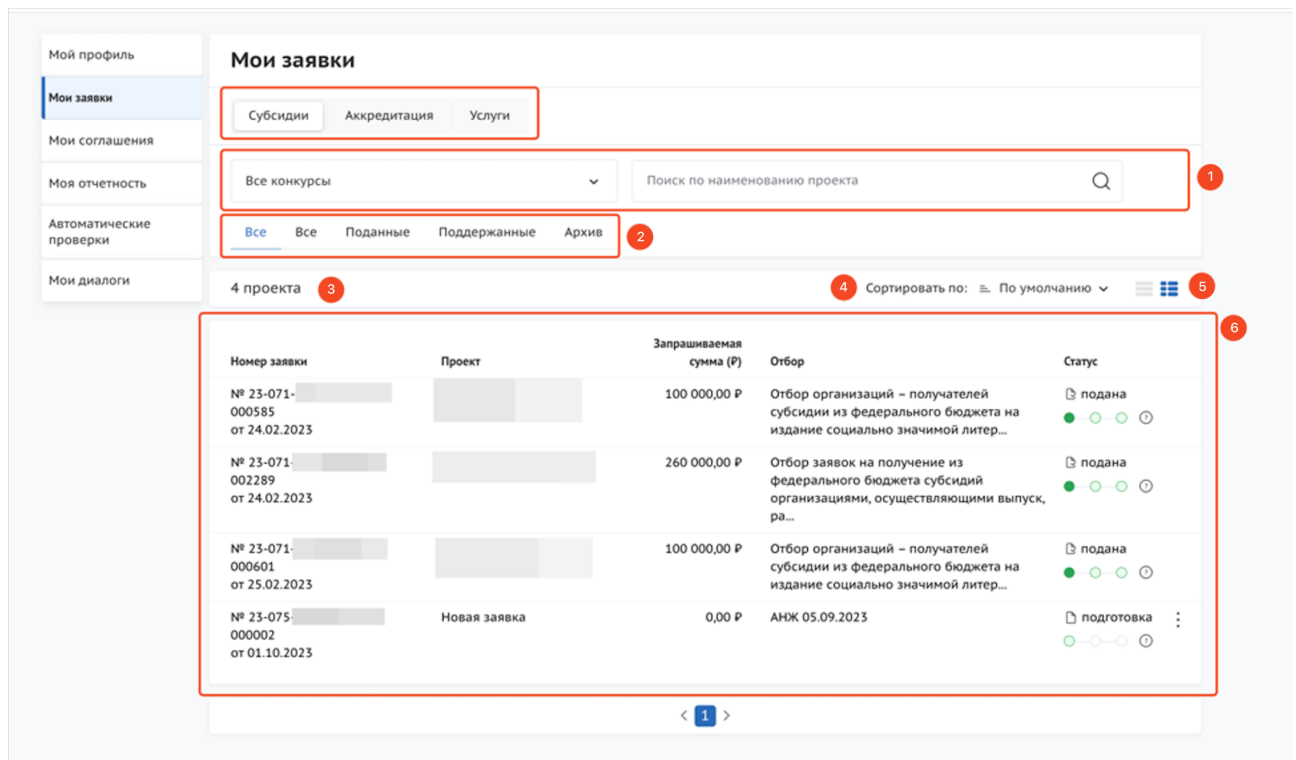 Мой профиль
Мои заявки
Мои соглашения
Моя отчетность
Автоматические
проверки
Мои диалоги
Мои заявки
Субсидии Аккредитация Услуги
Все конкурсы Поиск по наименованию проекта 1
Все Все Поданные Поддержанные Архив 2
4 проекта 3 4 Сортировать по: По умолчанию 5
6
Номер заявки Проект Запрашиваемая сумма (₽) Отбор Статус
№ 23-071-
000585
от 24.02.2023
100 000,00 ₽
Отбор организаций – получателей
субсидии из федерального бюджета на
издание социально значимой литер...
подана
№ 23-071-
002289
от 24.02.2023
260 000,00 ₽
Отбор заявок на получение из
федерального бюджета субсидий
организациями, осуществляющими выпуск,
ра...
подана
№ 23-071-
000601
от 25.02.2023
100 000,00 ₽
Отбор организаций – получателей
субсидии из федерального бюджета на
издание социально значимой литер...
подана
№ 23-075-
000002
от 01.10.2023
Новая заявка
0,00 ₽
АНЖ 05.09.2023
подготовка
1